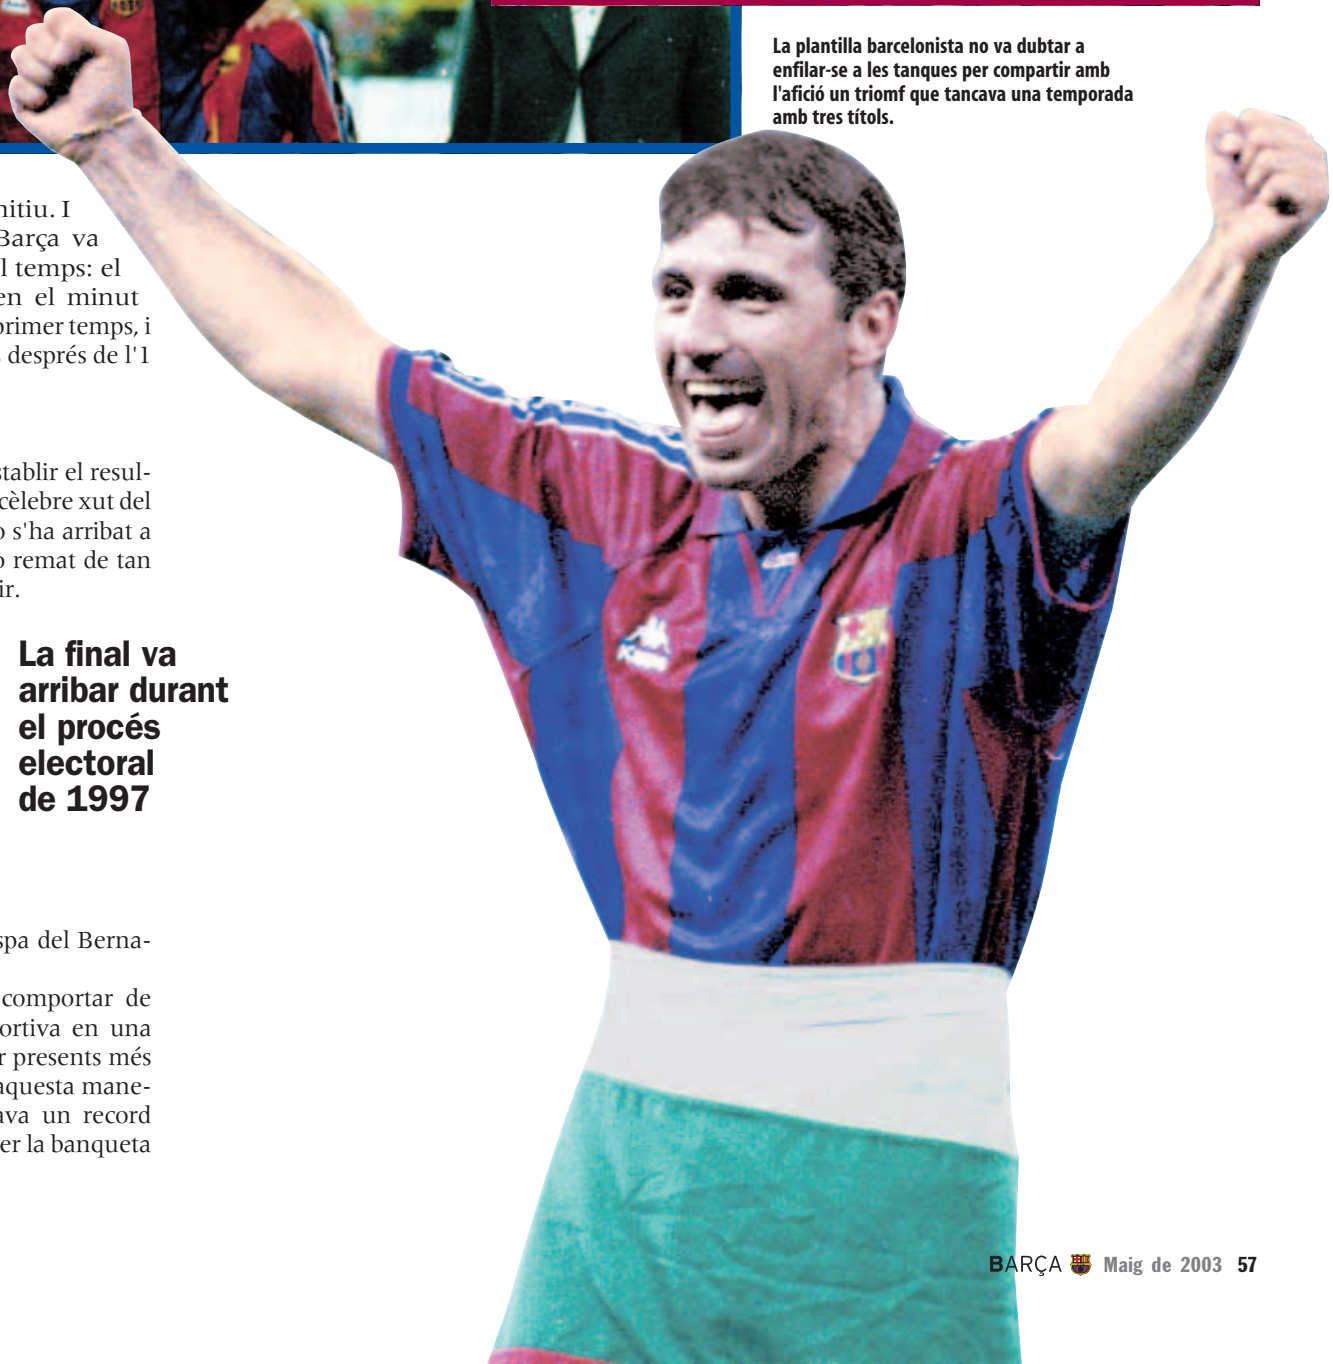 La plantilla barcelonista no va dubtar a
enfilar-se a les tanques per compartir amb
l'afició un triomf que tancava una temporada
amb tres títols.
nitiu. I
Barça va
l temps: el
en el minut
primer temps, i
després de l'1
stablir el resul-
cèlebre xut del
o s'ha arribat a
o remat de tan
ir.
La final va
arribar durant
el procés
electoral
de 1997
spa del Berna-
comportar de
ortiva en una
r presents més
aquesta mane-
ava un record
er la banqueta
Kappa
BARÇA Maig de 2003 57